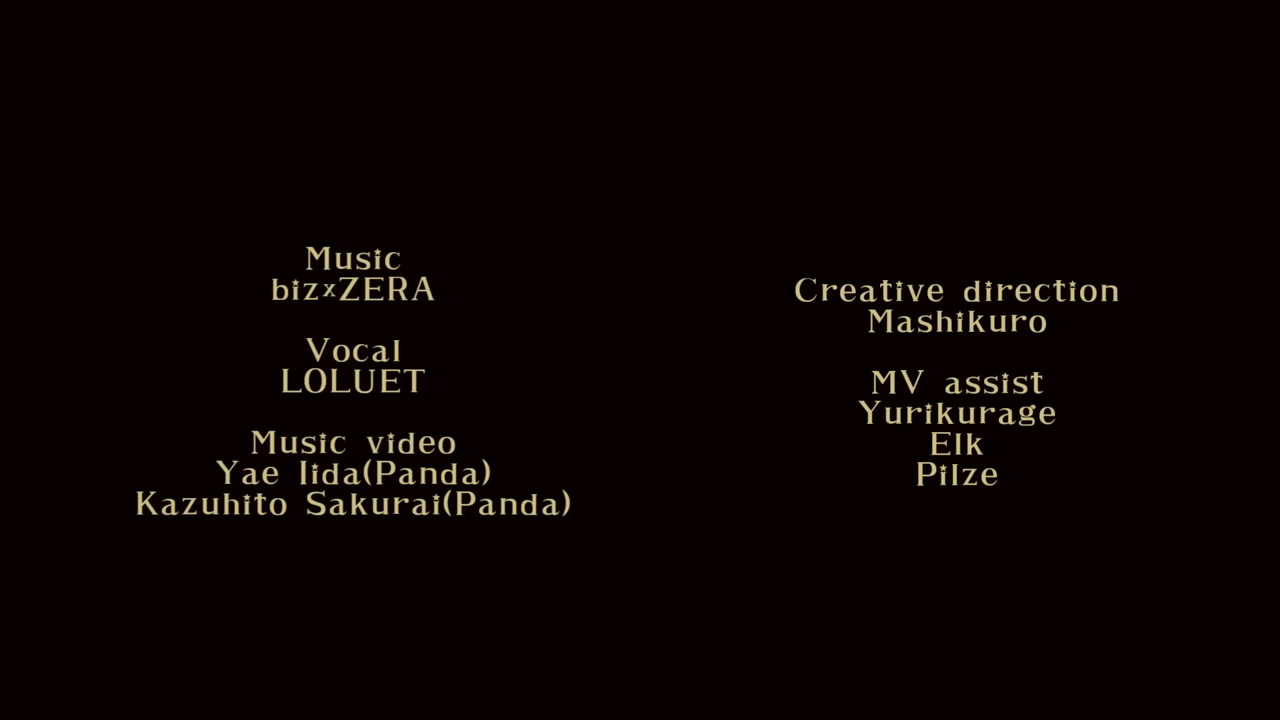 Music
biz×ZERA
Vocal
LOLUET
Music video
Yae Iida(Panda)
Kazuhito Sakurai(Panda)
Creative direction
Mashikuro
MV assist
Yurikurage
Elk
Pilze